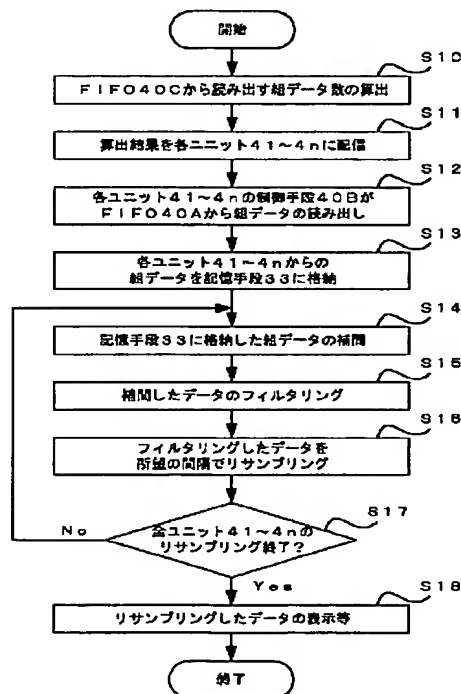 開始
S10
FIFO40Cから読み出す組データ数の算出
S11
算出結果を各ユニット41~4nに配信
S12
各ユニット41~4nの制御手段40Bが
FIFO40Aから組データの読み出し
S13
各ユニット41~4nからの
組データを記憶手段33に格納
S14
記憶手段33に格納した組データの補間
S15
補間したデータのフィルタリング
S16
フィルタリングしたデータを
所望の間隔でリサンプリング
S17
全ユニット41~4nの
リサンプリング終了?
No
Yes
S18
リサンプリングしたデータの表示等
終了